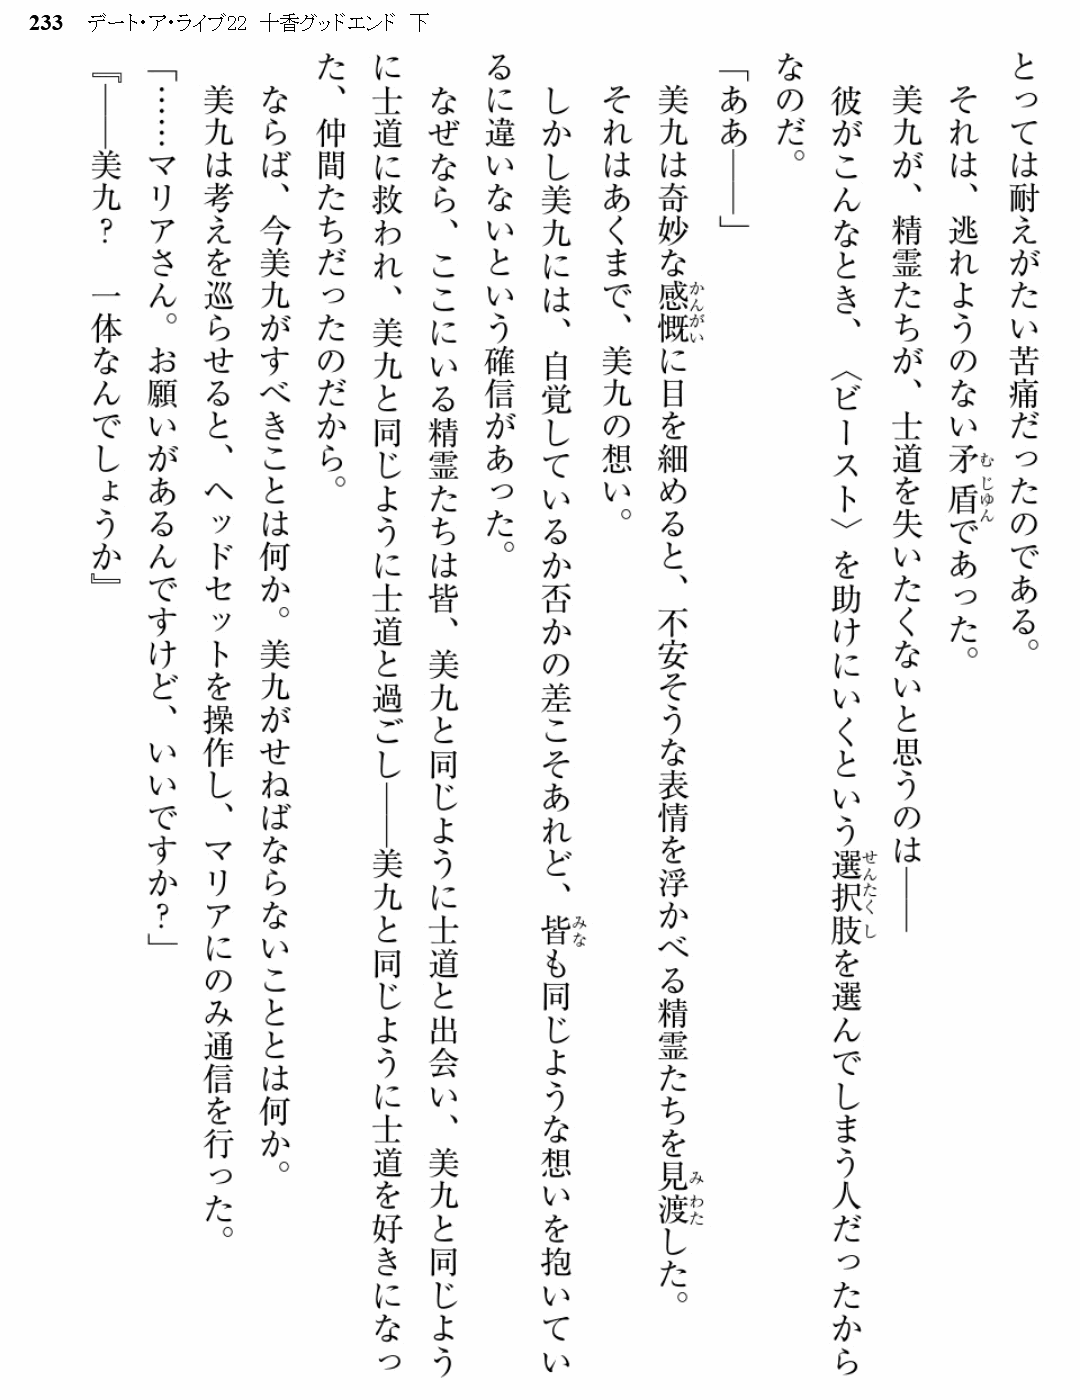 233 デート・ア・ライブ22 十香グッドエンド 下
とっては耐えがたい苦痛だったのである。
それは、逃れようのない矛盾であった。
美九が、精霊たちが、士道を失いたくないと思うのは――
彼がこんなとき、〈ビースト〉を助けにいくという選択肢を選んでしまう人だったから
なのだ。
「ああ――」
美九は奇妙な感慨に目を細めると、不安そうな表情を浮かべる精霊たちを見渡した。
それはあくまで、美九の想い。
しかし美九には、自覚しているか否かの差こそあれど、皆も同じような想いを抱いてい
るに違いないという確信があった。
なぜなら、ここにいる精霊たちは皆、美九と同じように士道と出会い、美九と同じよう
に士道に救われ、美九と同じように士道と過ごし――美九と同じように士道を好きになっ
た、仲間たちだったのだから。
ならば、今美九がすべきことは何か。美九がせねばならないこととは何か。
美九は考えを巡らせると、ヘッドセットを操作し、マリアにのみ通信を行った。
「……マリアさん。お願いがあるんですけど、いいですか?」
『――美九? 一体なんでしょうか』